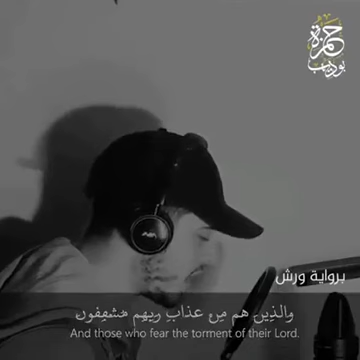 حمزة
بوديب
برواية ورش
والذين هم من عذاب ربهم مشفقون
And those who fear the torment of their Lord.